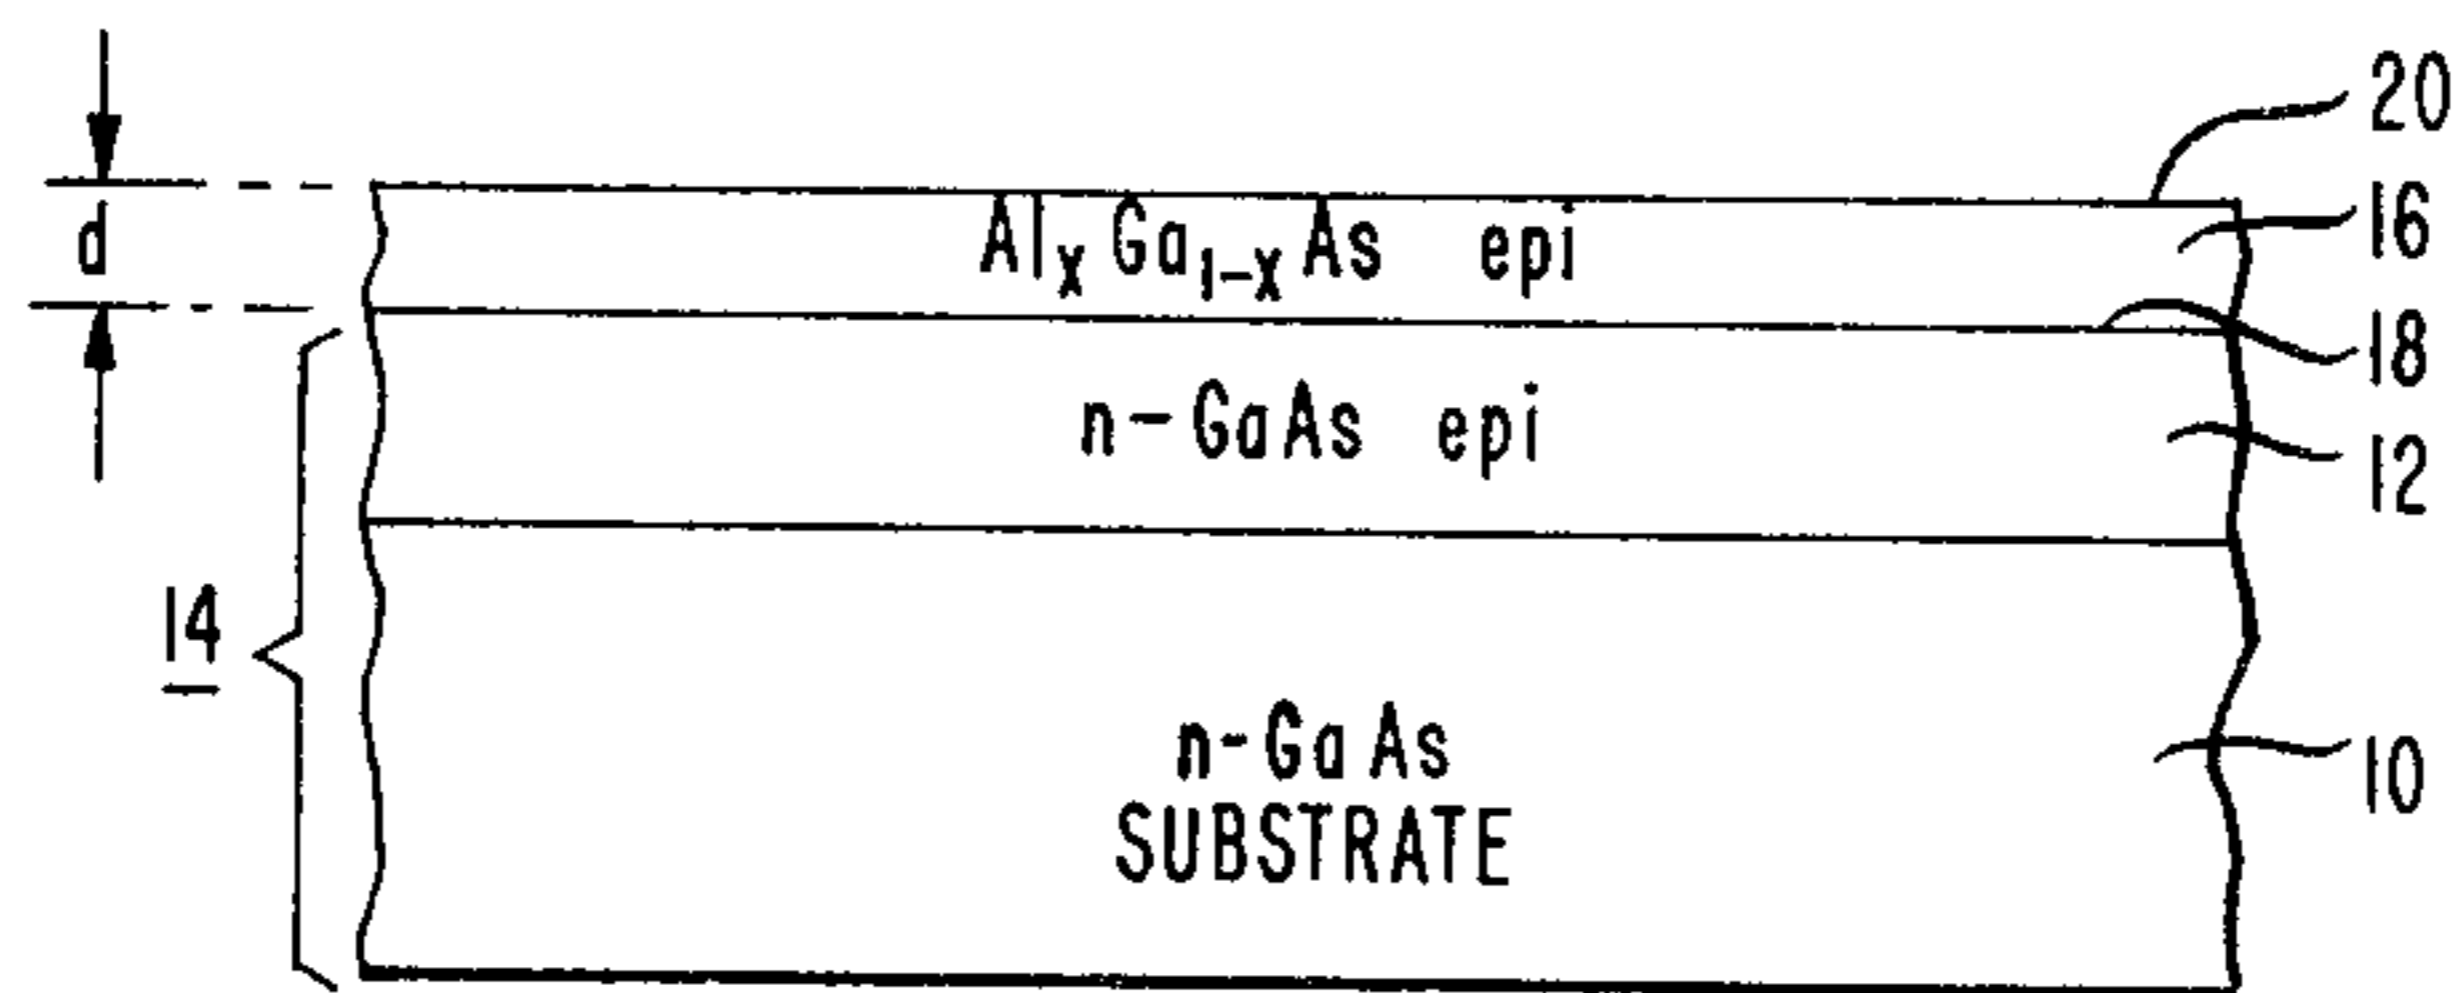 20
d
AlxGa1-xAs epi
16
18
n-GaAs epi
12
14
n-GaAs
SUBSTRATE
10